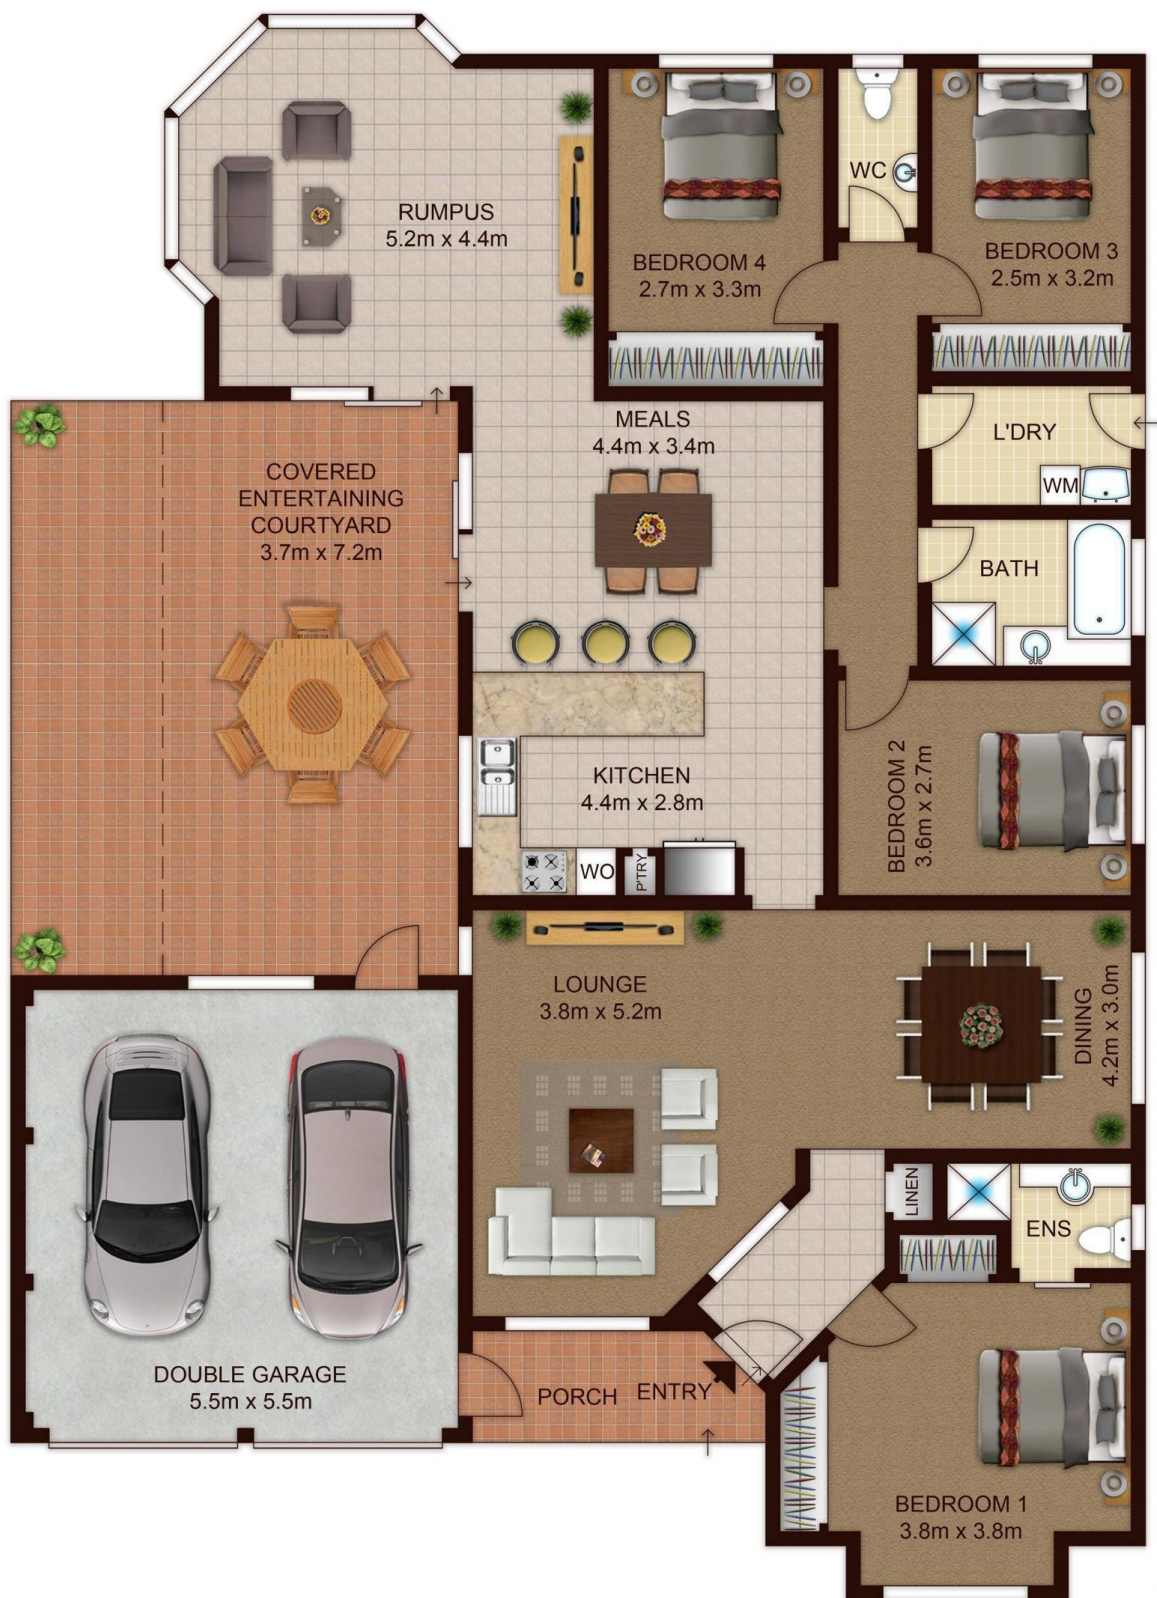 RUMPUS
5.2m x 4.4m
BEDROOM 4
2.7m x 3.3m
WC
BEDROOM 3
2.5m x 3.2m
MEALS
4.4m x 3.4m
L'DRY
WM
COVERED
ENTERTAINING
COURTYARD
3.7m x 7.2m
BATH
KITCHEN
4.4m x 2.8m
WO
P'TRY
BEDROOM 2
3.6m x 2.7m
LOUNGE
3.8m x 5.2m
DINING
4.2m x 3.0m
LINEN
ENS
DOUBLE GARAGE
5.5m x 5.5m
PORCH
ENTRY
BEDROOM 1
3.8m x 3.8m